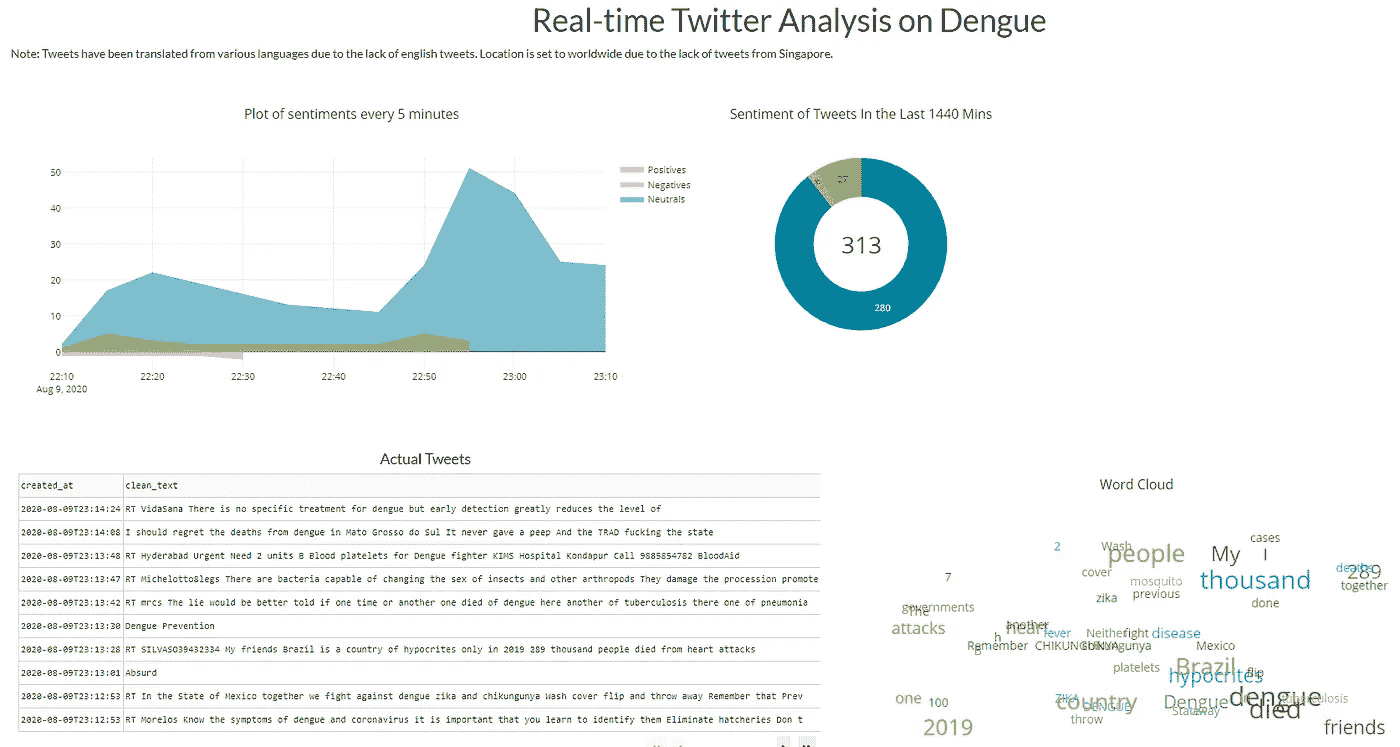 Real-time Twitter Analysis on Dengue
Note: Tweets have been translated from various languages due to the lack of english tweets. Location is set to worldwide due to the lack of tweets from Singapore.
Plot of sentiments every 5 minutes
50
40
30
20
10
0
22:10
22:20
22:30
22:40
22:50
23:00
23:10
Aug 9, 2020
Positives
Negatives
Neutrals
Sentiment of Tweets In the Last 1440 Mins
27
313
280
Actual Tweets
created_at clean_text
2020-08-09T23:14:24 RT VidaSana There is no specific treatment for dengue but early detection greatly reduces the level of
2020-08-09T23:14:08 I should regret the deaths from dengue in Mato Grosso do Sul It never gave a peep And the TRAD fucking the state
2020-08-09T23:13:48 RT Hyderabad Urgent Need 2 units B Blood platelets for Dengue fighter KIMS Hospital Kondapur Call 9885854782 BloodAid
2020-08-09T23:13:47 RT Michelotto&legs There are bacteria capable of changing the sex of insects and other arthropods They damage the procession promote
2020-08-09T23:13:42 RT mrcs The lie would be better told if one time or another one died of dengue here another of tuberculosis there one of pneumonia
2020-08-09T23:13:30 Dengue Prevention
2020-08-09T23:13:28 RT SILVASO39432334 My friends Brazil is a country of hypocrites only in 2019 289 thousand people died from heart attacks
2020-08-09T23:13:01 Absurd
2020-08-09T23:12:53 RT In the State of Mexico together we fight against dengue zika and chikungunya Wash cover flip and throw away Remember that Prev
2020-08-09T23:12:53 RT Morelos Know the symptoms of dengue and coronavirus it is important that you learn to identify them Eliminate hatcheries Don t
Word Cloud
cases
2
Wash
people
My
I
deaths
289
7
cover
mosquito
thousand
together
previous
zika
done
governments
The
attacks
another
heart
fever
Neither
fight
disease
h
Remember
CHIKUNGUNYA
chikungunya
Mexico
platelets
Brazil
flip
hypocrites
one
100
ZIKA
country
DENGUE
Dengue
State
away
dengue
died
tuberculosis
throw
2019
friends